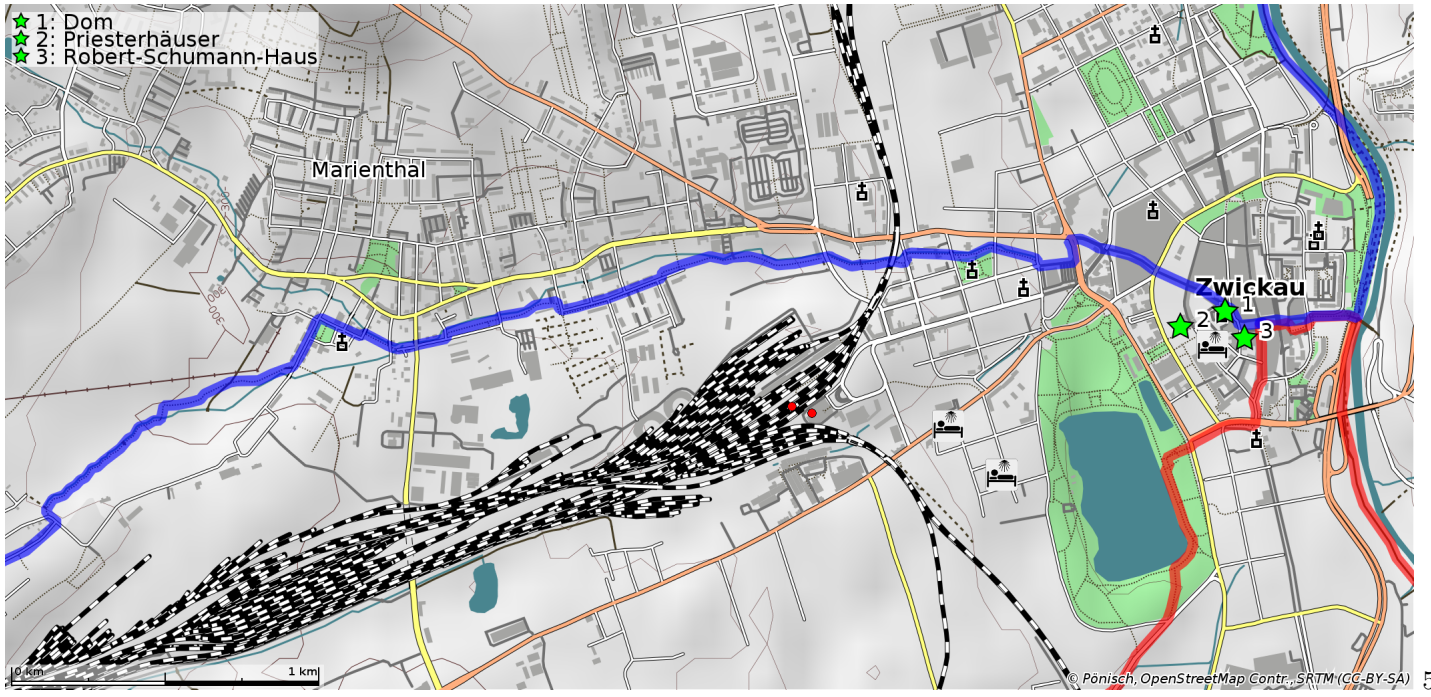 1: Dom
2: Priesterhäuser
3: Robert-Schumann-Haus
Marienthal
300
300
Zwickau
1
2
3
0 km
1 km
© Pönisch, OpenStreetMap Contr., SRTM (CC-BY-SA)